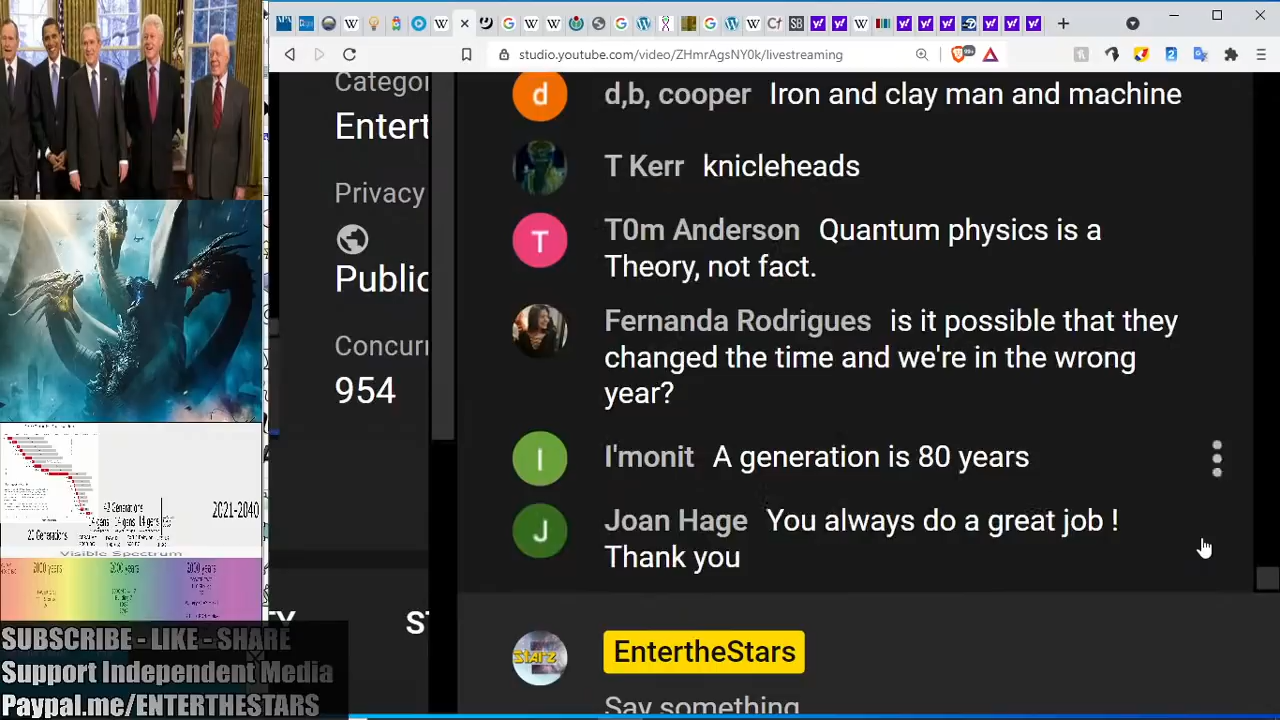 studio.youtube.com/video/ZHmrAgsNY0k/livestreaming
Categor
Entert
Privacy
Public
Concurr
954
d,b, cooper Iron and clay man and machine
T Kerr knicleheads
T0m Anderson Quantum physics is a
Theory, not fact.
Fernanda Rodrigues is it possible that they
changed the time and we're in the wrong
year?
I'monit A generation is 80 years
Joan Hage You always do a great job !
Thank you
EntertheStars
Say something
2021-2040
Visible Spectrum
SUBSCRIBE - LIKE - SHARE
Support Independent Media
Paypal.me/ENTERTHESTARS